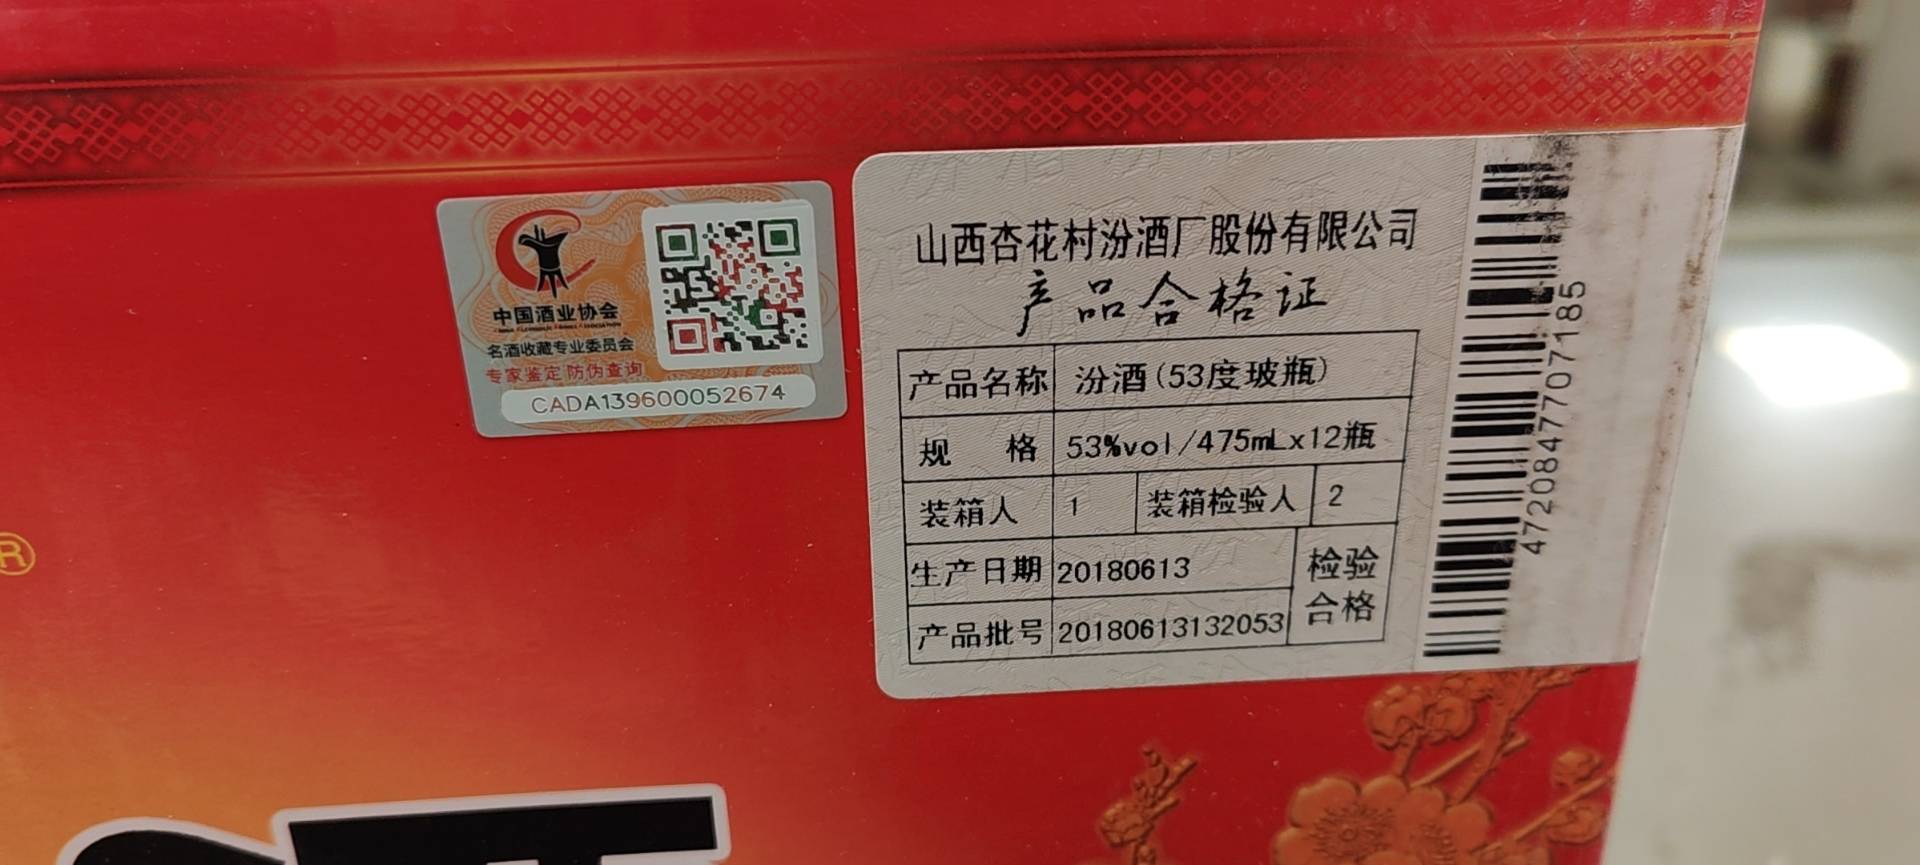 ®
中国酒业协会
名酒收藏专业委员会
专家鉴定 防伪查询
CADA139600052674
山西杏花村汾酒厂股份有限公司
产品合格证
产品名称 汾酒(53度玻瓶)
规 格 53%vol/475mLx12瓶
装箱人 1 装箱检验人 2
生产日期 20180613 检验
产品批号 20180613132053 合格
4720847707185